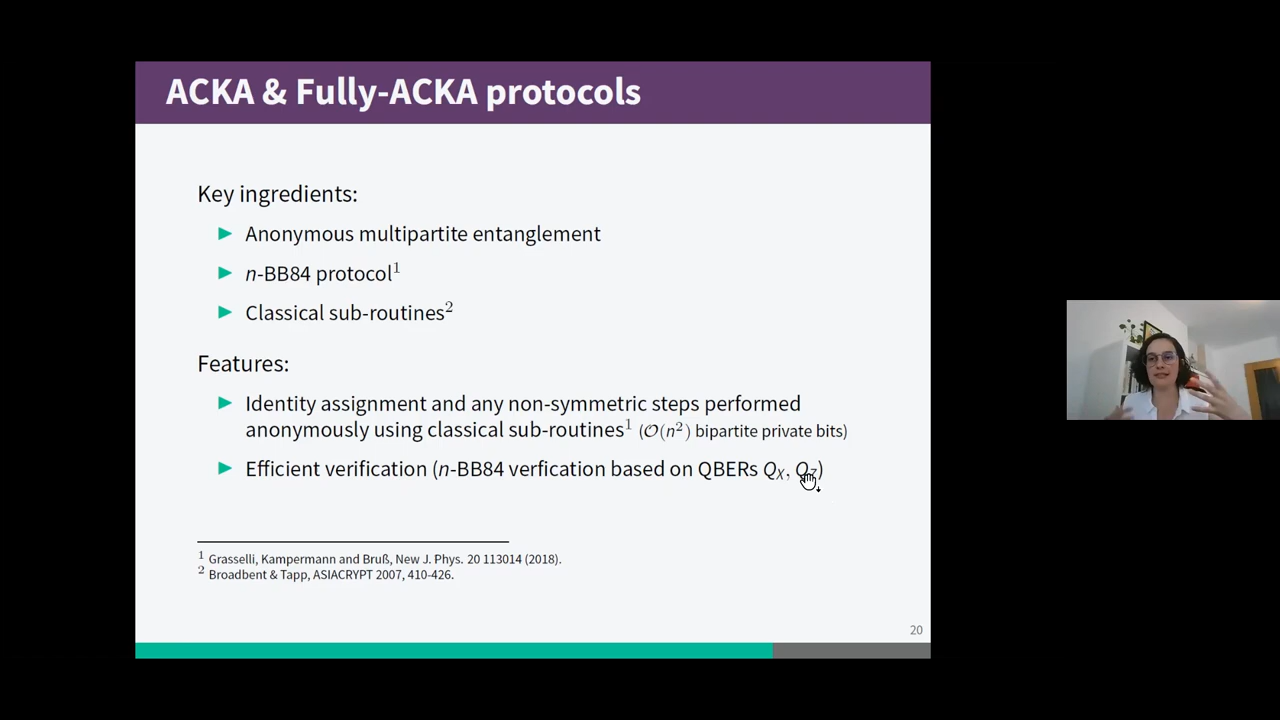 ACKA & Fully-ACKA protocols
Key ingredients:
Anonymous multipartite entanglement
n-BB84 protocol¹
Classical sub-routines²
Features:
Identity assignment and any non-symmetric steps performed
anonymously using classical sub-routines¹ (𝒪(n²) bipartite private bits)
Efficient verification (n-BB84 verfication based on QBERs Q_X, Q_Z)
¹ Grasselli, Kampermann and Bruß, New J. Phys. 20 113014 (2018).
² Broadbent & Tapp, ASIACRYPT 2007, 410-426.
20